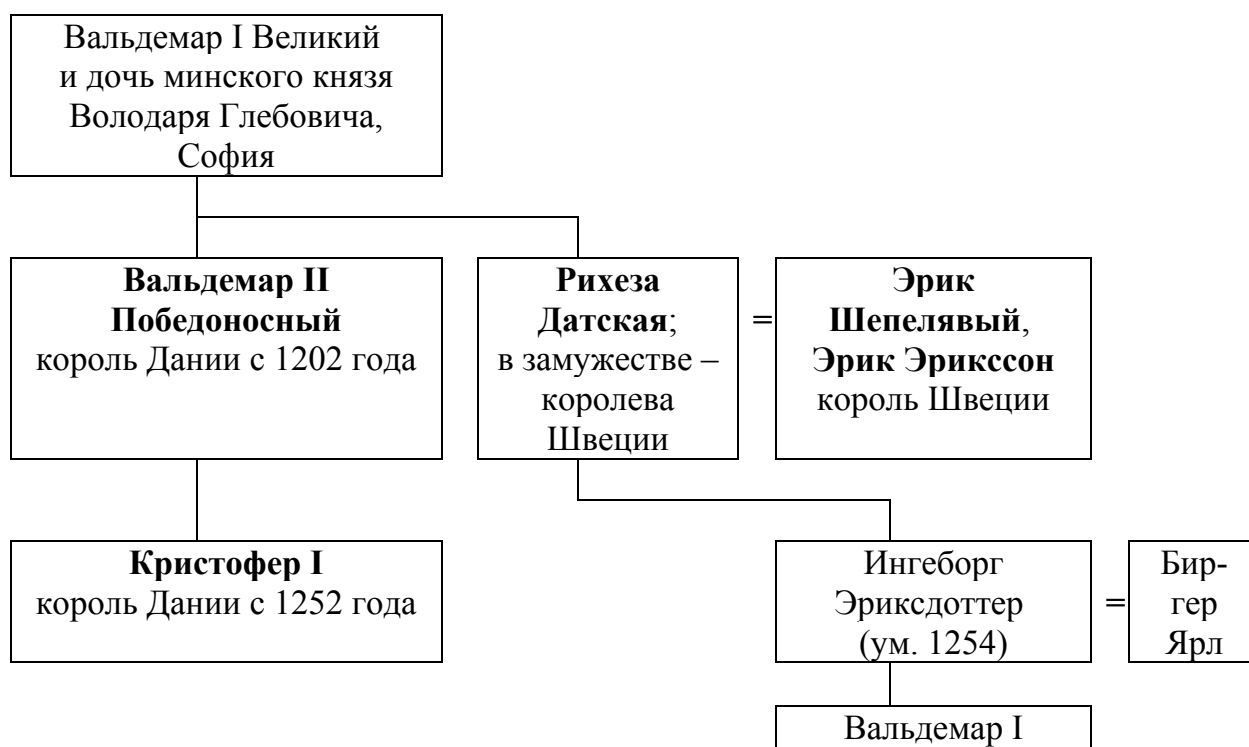 Вальдемар I Великий
и дочь минского князя
Володаря Глебовича,
София
Вальдемар II
Победоносный
король Дании с 1202 года
Рихеза
Датская;
в замужестве –
королева
Швеции
=
Эрик
Шепелявый,
Эрик Эрикссон
король Швеции
Кристофер I
король Дании с 1252 года
Ингеборг
Эриксдоттер
(ум. 1254)
=
Бир-
гер
Ярл
Вальдемар I